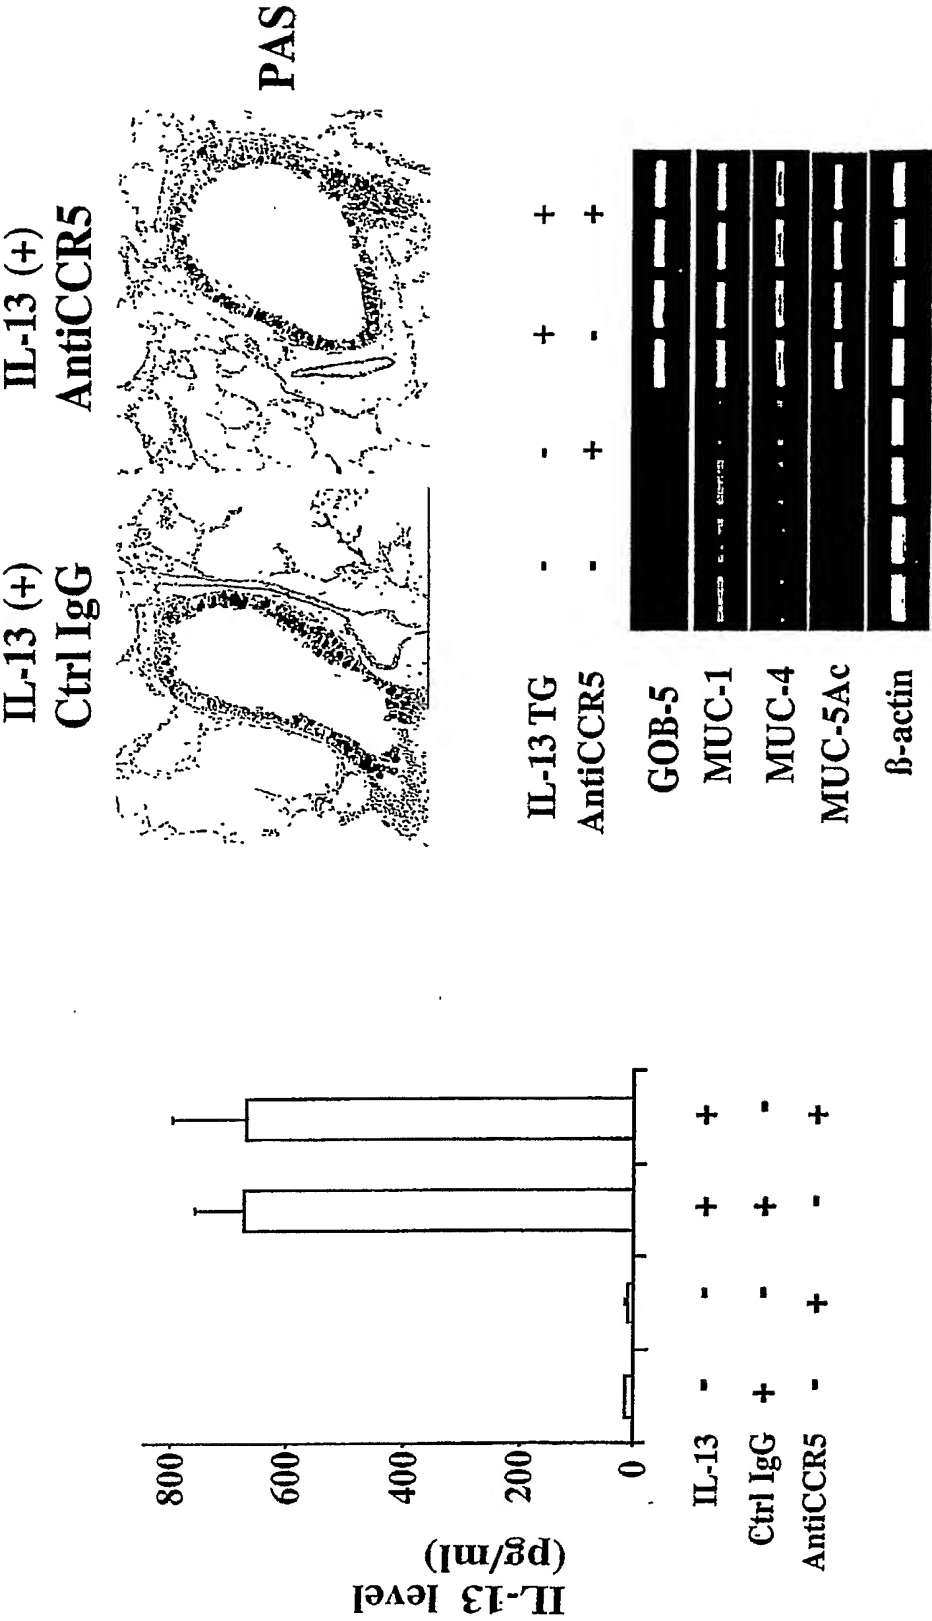 IL-13 level
(pg/ml)
800
600
400
200
0
IL-13 - - + +
Ctrl IgG + - + -
AntiCCR5 - + - +
IL-13 (+)
Ctrl IgG
IL-13 (+)
AntiCCR5
PAS
IL-13 TG - - + +
AntiCCR5 - + - +
GOB-5
MUC-1
MUC-4
MUC-5Ac
ß-actin